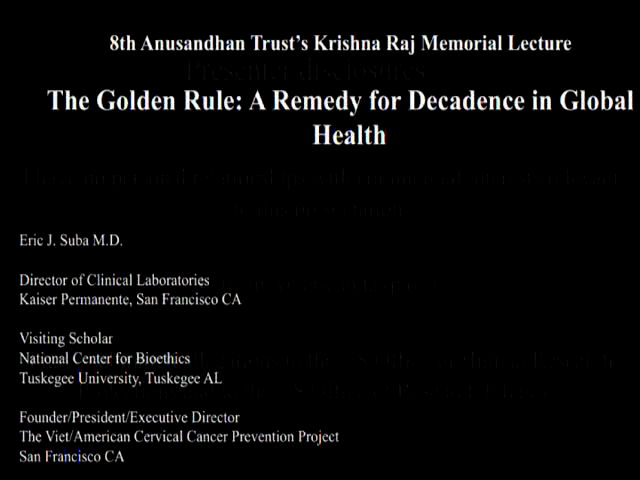 8th Anusandhan Trust's Krishna Raj Memorial Lecture
Presenter disclosures
The Golden Rule: A Remedy for Decadence in Global
Health
Eric J. Suba M.D.
Director of Clinical Laboratories
Kaiser Permanente, San Francisco CA
Visiting Scholar
National Center for Bioethics
Tuskegee University, Tuskegee AL
Founder/President/Executive Director
The Viet/American Cervical Cancer Prevention Project
San Francisco CA